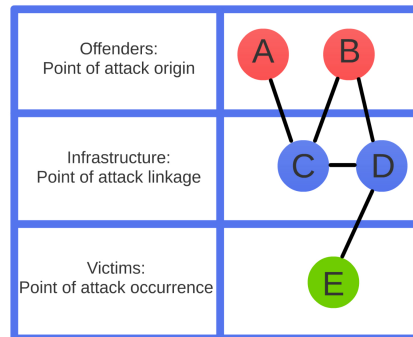 Offenders:
Point of attack origin
A B
Infrastructure:
Point of attack linkage
C D
Victims:
Point of attack occurrence
E